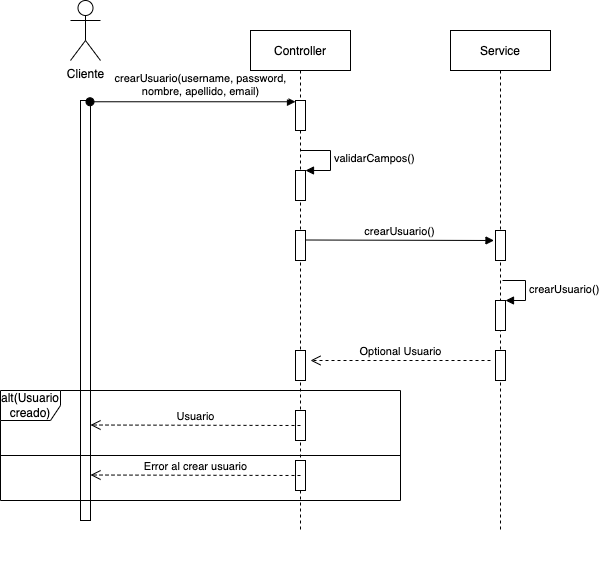 Cliente
Controller
Service
crearUsuario(username, password,
nombre, apellido, email)
validarCampos()
crearUsuario()
crearUsuario()
Optional Usuario
alt(Usuario
creado)
Usuario
Error al crear usuario